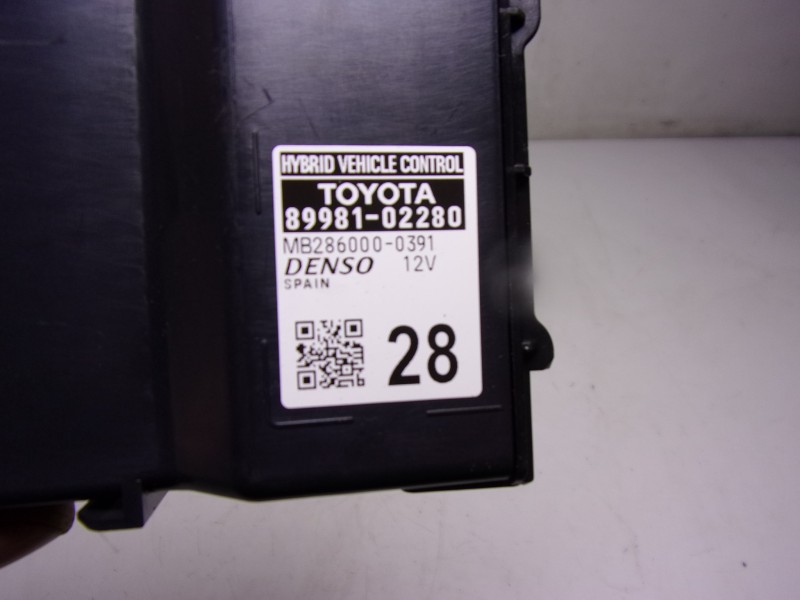 HYBRID VEHICLE CONTROL
TOYOTA
89981-02280
MB286000-0391
DENSO 12V
SPAIN
28